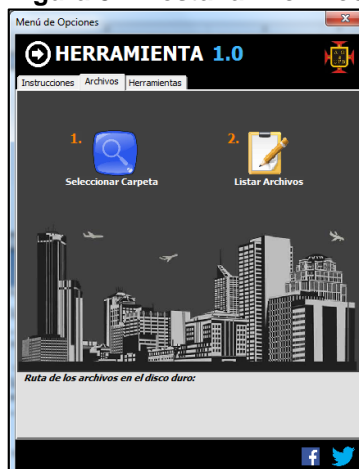 Menú de Opciones
HERRAMIENTA 1.0
Instrucciones Archivos Herramientas
1. 2.
Seleccionar Carpeta Listar Archivos
Ruta de los archivos en el disco duro: